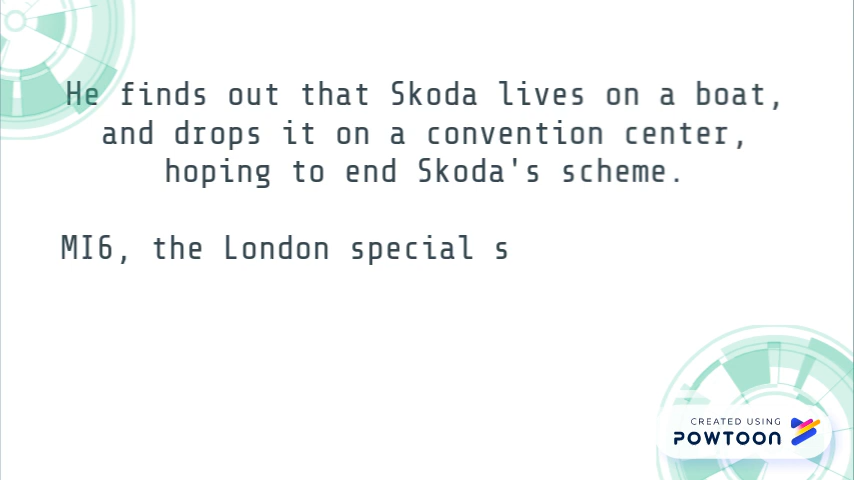 He finds out that Skoda lives on a boat,
and drops it on a convention center,
hoping to end Skoda's scheme.
MI6, the London special s
CREATED USING
POWTOON